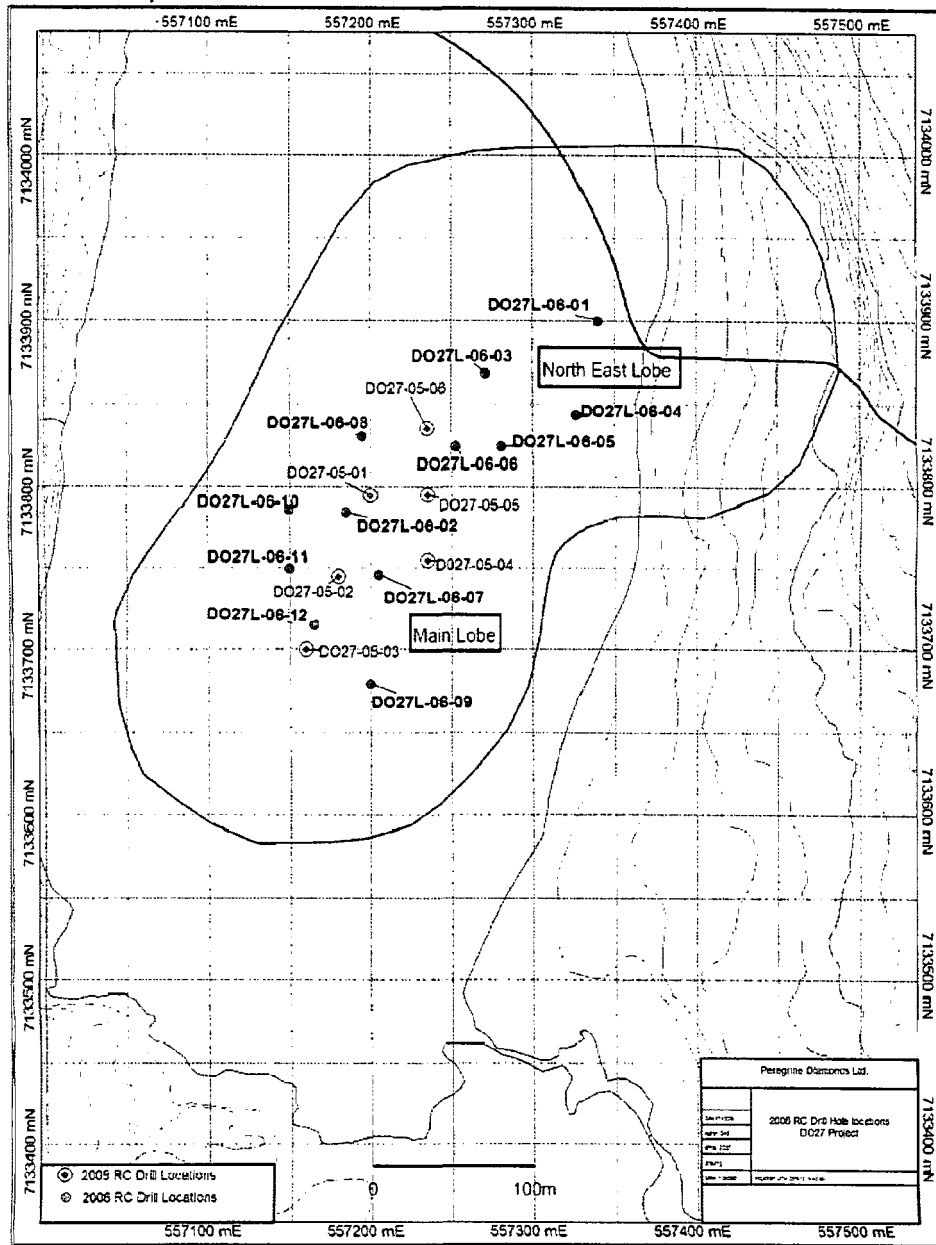 557100 mE
557200 mE
557300 mE
557400 mE
557500 mE
7134000 mN
7134000 mN
7133900 mN
7133900 mN
DO27L-06-01
DO27L-06-03
North East Lobe
DO27-05-06
DO27L-06-04
DO27L-06-08
DO27L-06-05
DO27L-06-06
DO27-05-01
7133800 mN
7133800 mN
DO27L-06-10
DO27-05-05
DO27L-06-02
DO27L-06-11
DO27-05-04
DO27-05-02
DO27L-06-07
DO27L-06-12
Main Lobe
DO27-05-03
7133700 mN
7133700 mN
DO27L-06-09
7133600 mN
7133600 mN
7133500 mN
7133500 mN
Peregrine Diamonds Ltd.
2006 RC Drill Hole locations
DO27 Project
7133400 mN
7133400 mN
2005 RC Drill Locations
2006 RC Drill Locations
0
100m
557100 mE
557200 mE
557300 mE
557400 mE
557500 mE